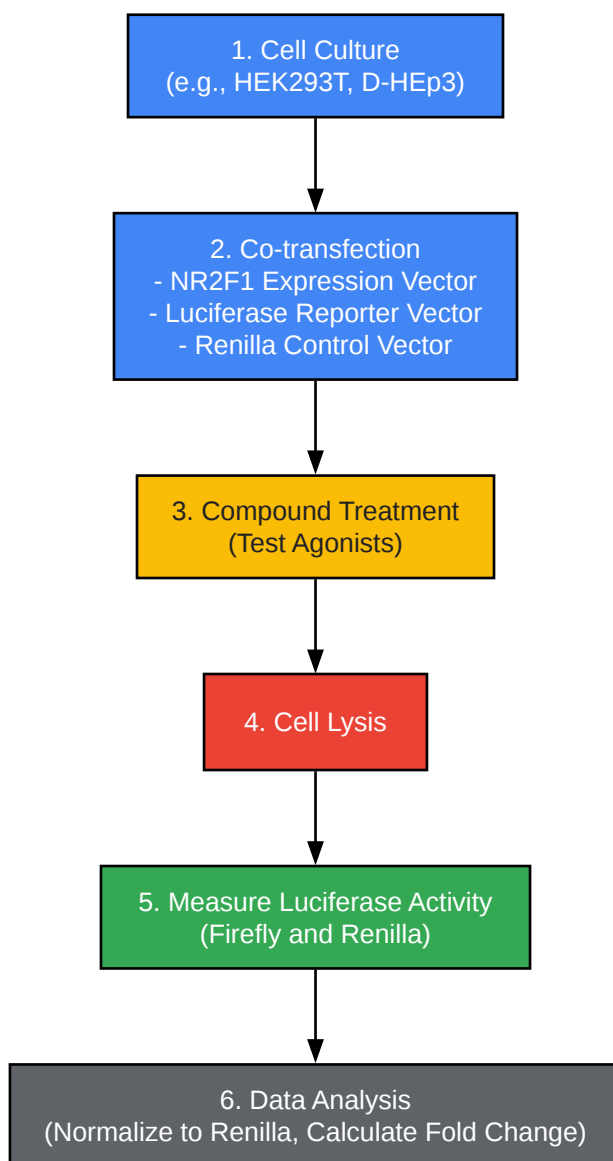 1. Cell Culture
(e.g., HEK293T, D-HEp3)
2. Co-transfection
- NR2F1 Expression Vector
- Luciferase Reporter Vector
- Renilla Control Vector
3. Compound Treatment
(Test Agonists)
4. Cell Lysis
5. Measure Luciferase Activity
(Firefly and Renilla)
6. Data Analysis
(Normalize to Renilla, Calculate Fold Change)